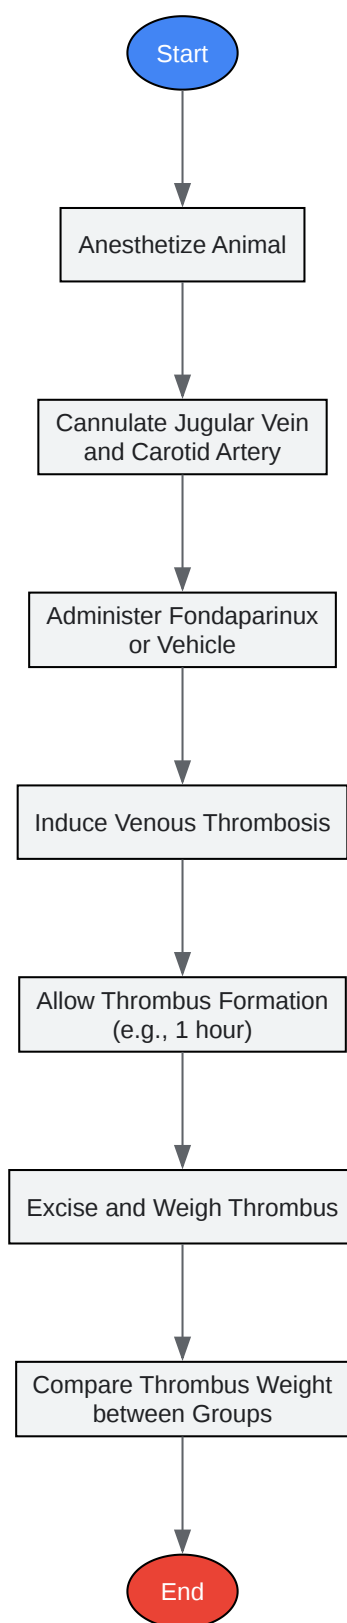 Start
Anesthetize Animal
Cannulate Jugular Vein
and Carotid Artery
Administer Fondaparinux
or Vehicle
Induce Venous Thrombosis
Allow Thrombus Formation
(e.g., 1 hour)
Excise and Weigh Thrombus
Compare Thrombus Weight
between Groups
End